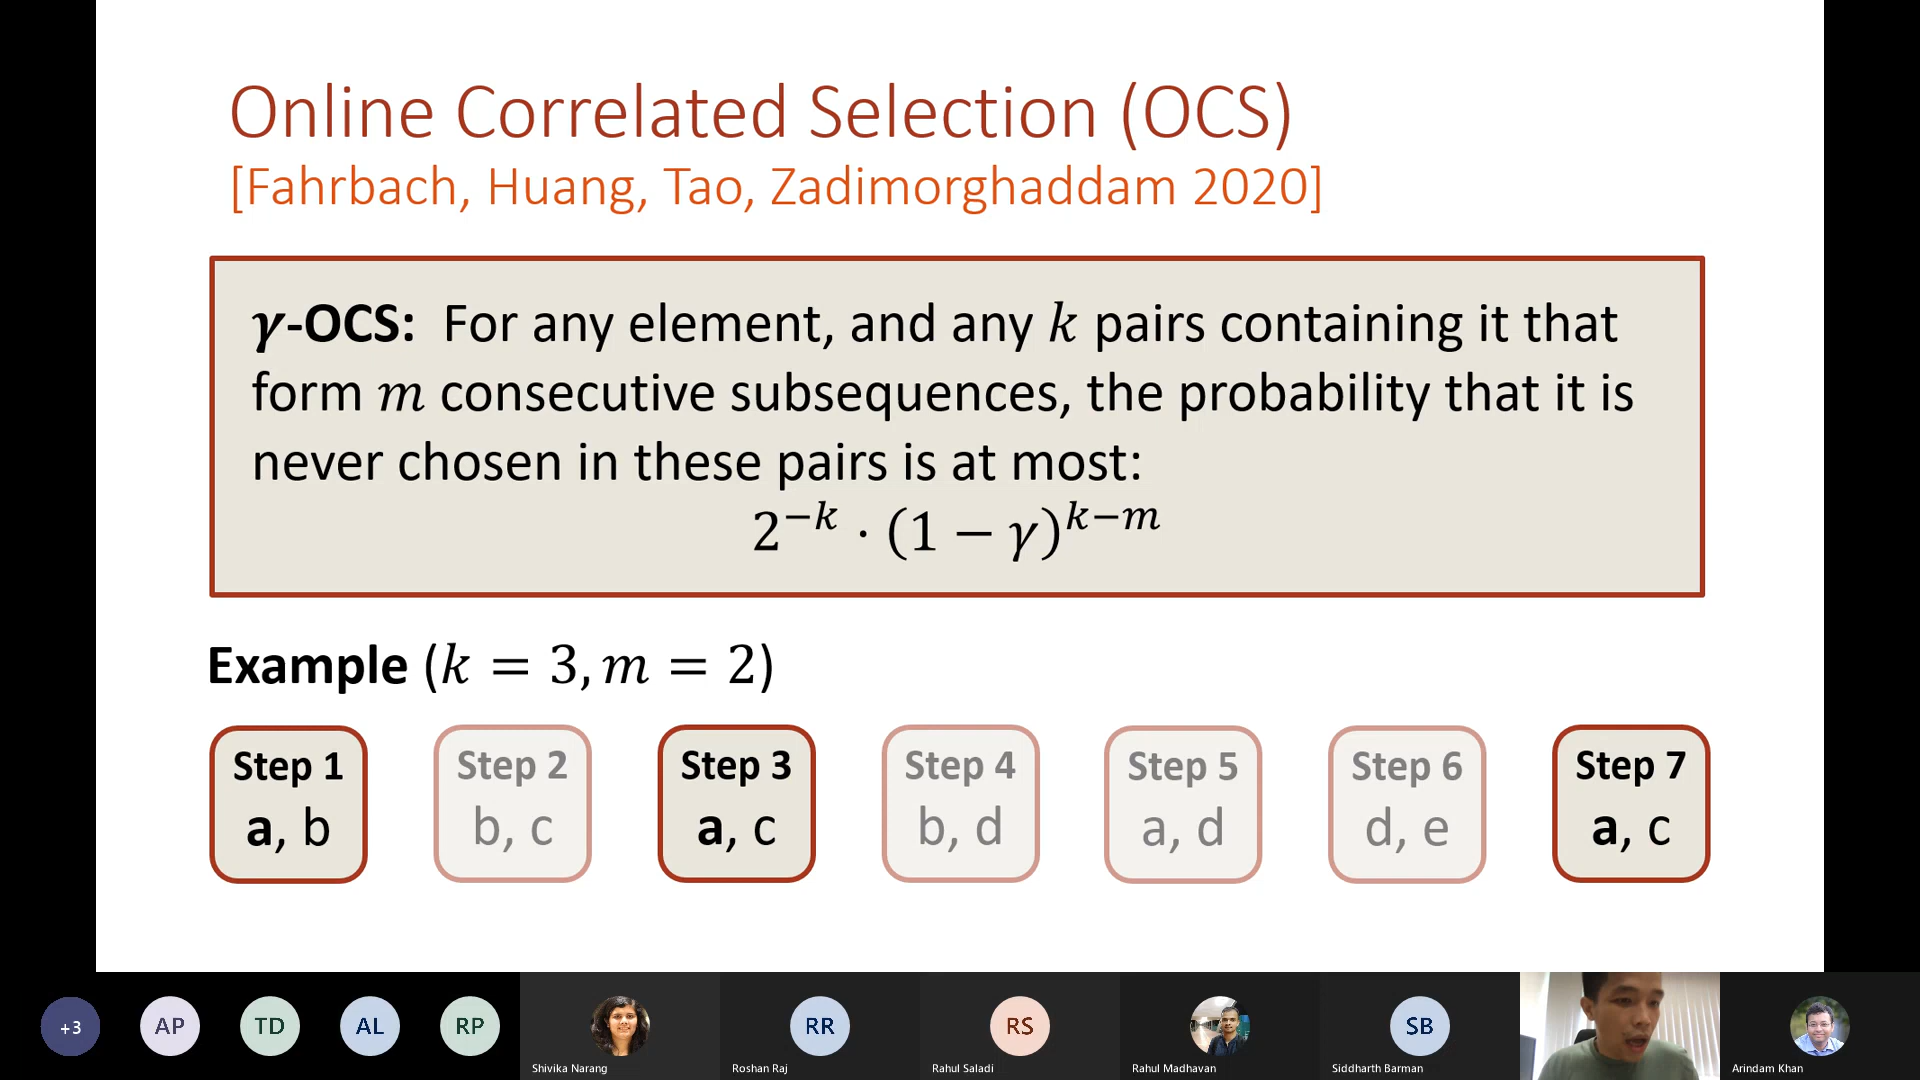 Online Correlated Selection (OCS)
[Fahrbach, Huang, Tao, Zadimorghaddam 2020]
γ-OCS: For any element, and any k pairs containing it that
form m consecutive subsequences, the probability that it is
never chosen in these pairs is at most:
2^{−k} · (1 − γ)^{k−m}
Example (k = 3, m = 2)
Step 1
a, b
Step 2
b, c
Step 3
a, c
Step 4
b, d
Step 5
a, d
Step 6
d, e
Step 7
a, c
+3
AP
TD
AL
RP
Shivika Narang
RR
Roshan Raj
RS
Rahul Saladi
Rahul Madhavan
SB
Siddharth Barman
Arindam Khan